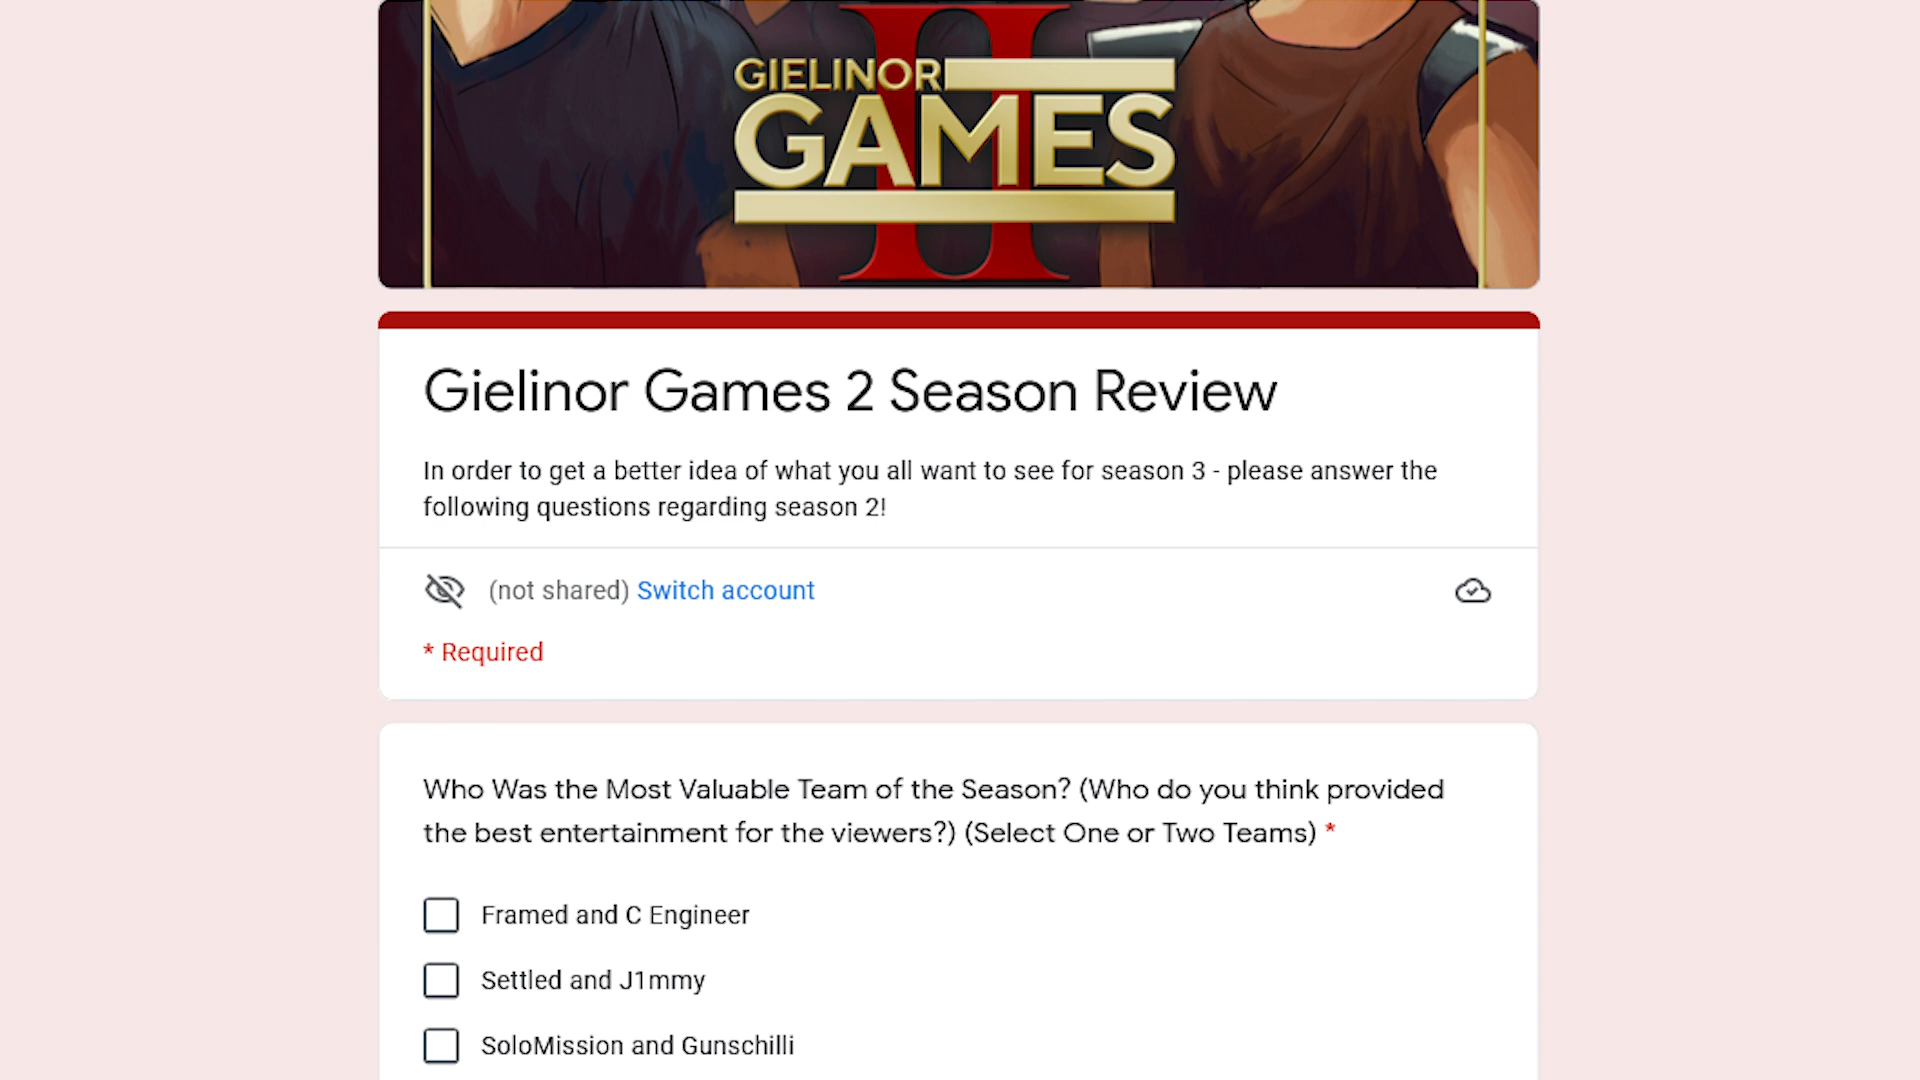 GIELINOR
GAMES
II
Gielinor Games 2 Season Review
In order to get a better idea of what you all want to see for season 3 - please answer the
following questions regarding season 2!
(not shared) Switch account
* Required
Who Was the Most Valuable Team of the Season? (Who do you think provided
the best entertainment for the viewers?) (Select One or Two Teams) *
Framed and C Engineer
Settled and J1mmy
SoloMission and Gunschilli